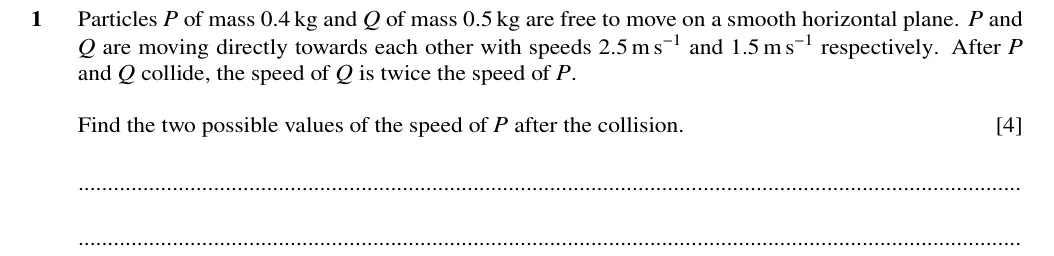 1 Particles P of mass 0.4 kg and Q of mass 0.5 kg are free to move on a smooth horizontal plane. P and
Q are moving directly towards each other with speeds 2.5 m s⁻¹ and 1.5 m s⁻¹ respectively. After P
and Q collide, the speed of Q is twice the speed of P.
Find the two possible values of the speed of P after the collision. [4]